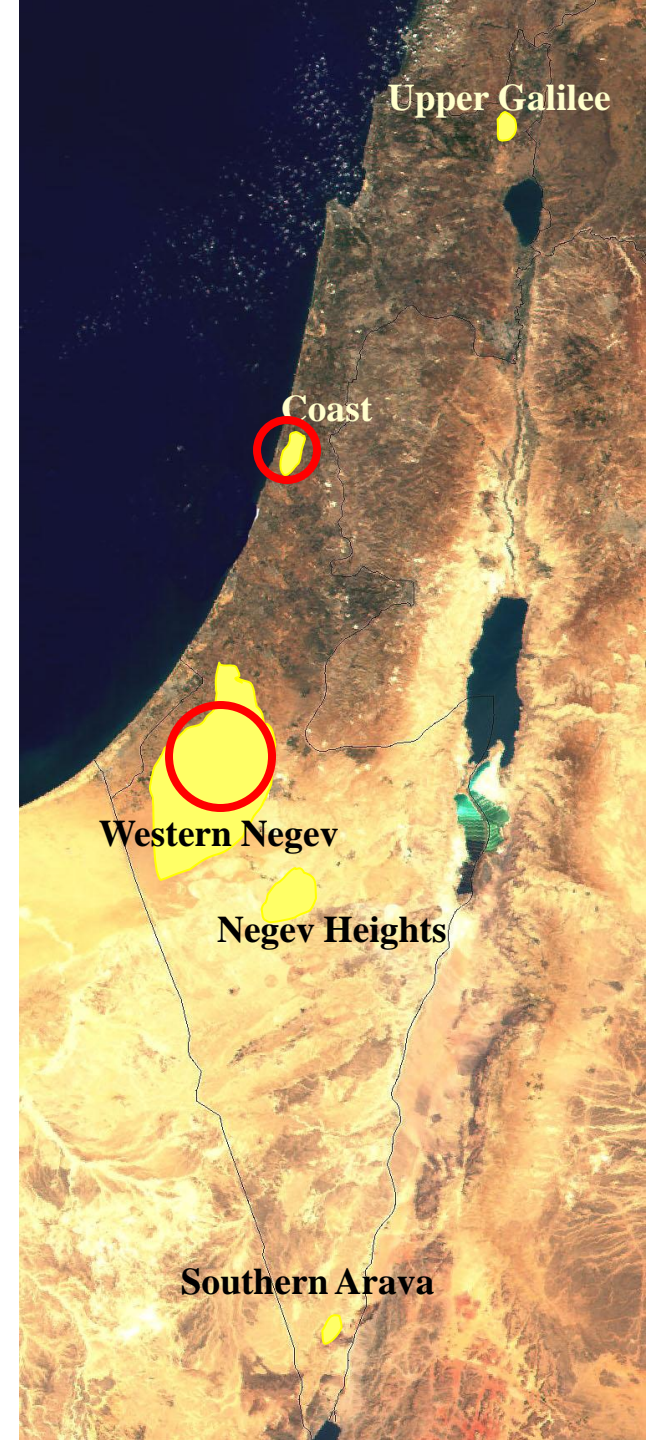 Upper Galilee
Coast
Western Negev
Negev Heights
Southern Arava